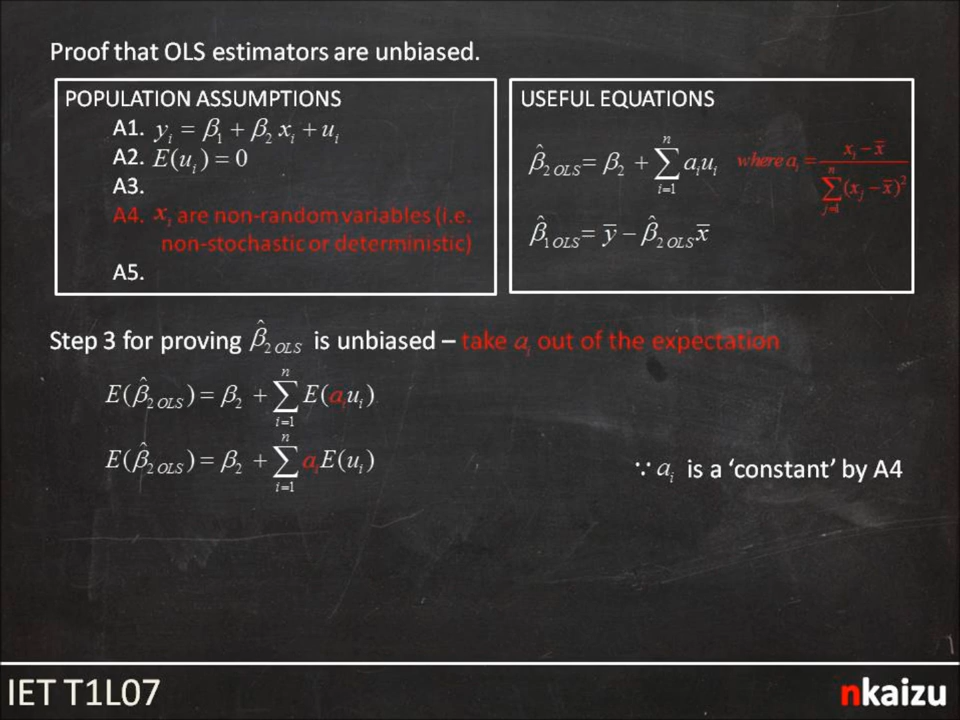 Proof that OLS estimators are unbiased.
POPULATION ASSUMPTIONS
A1. yᵢ = β₁ + β₂ xᵢ + uᵢ
A2. E(uᵢ) = 0
A3.
A4. xᵢ are non-random variables (i.e.
non-stochastic or deterministic)
A5.
USEFUL EQUATIONS
β̂₂ OLS = β₂ + ∑ⁿᵢ₌₁ aᵢuᵢ where aᵢ = (xᵢ − x̄) / ∑ⁿⱼ₌₁ (xⱼ − x̄)²
β̂₁ OLS = ȳ − β̂₂ OLS x̄
Step 3 for proving β̂₂ OLS is unbiased – take aᵢ out of the expectation
E(β̂₂ OLS) = β₂ + ∑ⁿᵢ₌₁ E(aᵢuᵢ)
E(β̂₂ OLS) = β₂ + ∑ⁿᵢ₌₁ aᵢE(uᵢ) ∵ aᵢ is a ‘constant’ by A4
IET T1L07
nkaizu